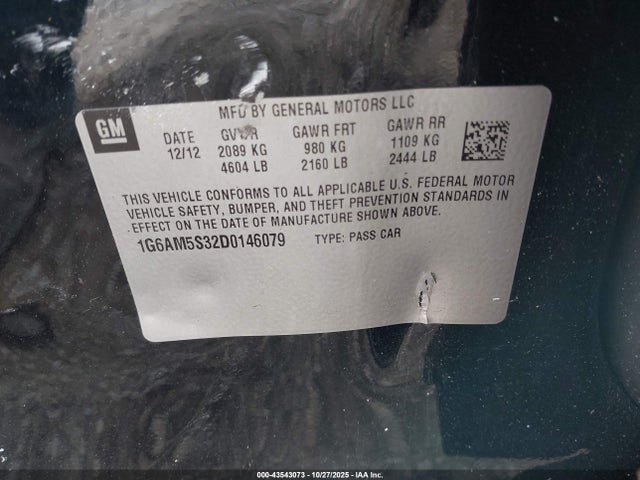 GM
MFD BY GENERAL MOTORS LLC
DATE GVWR GAWR FRT GAWR RR
12/12 2089 KG 980 KG 1109 KG
4604 LB 2160 LB 2444 LB
THIS VEHICLE CONFORMS TO ALL APPLICABLE U.S. FEDERAL MOTOR
VEHICLE SAFETY, BUMPER, AND THEFT PREVENTION STANDARDS IN
EFFECT ON THE DATE OF MANUFACTURE SHOWN ABOVE.
1G6AM5S32D0146079 TYPE: PASS CAR
000-43543073 - 10/27/2025 - IAA Inc.